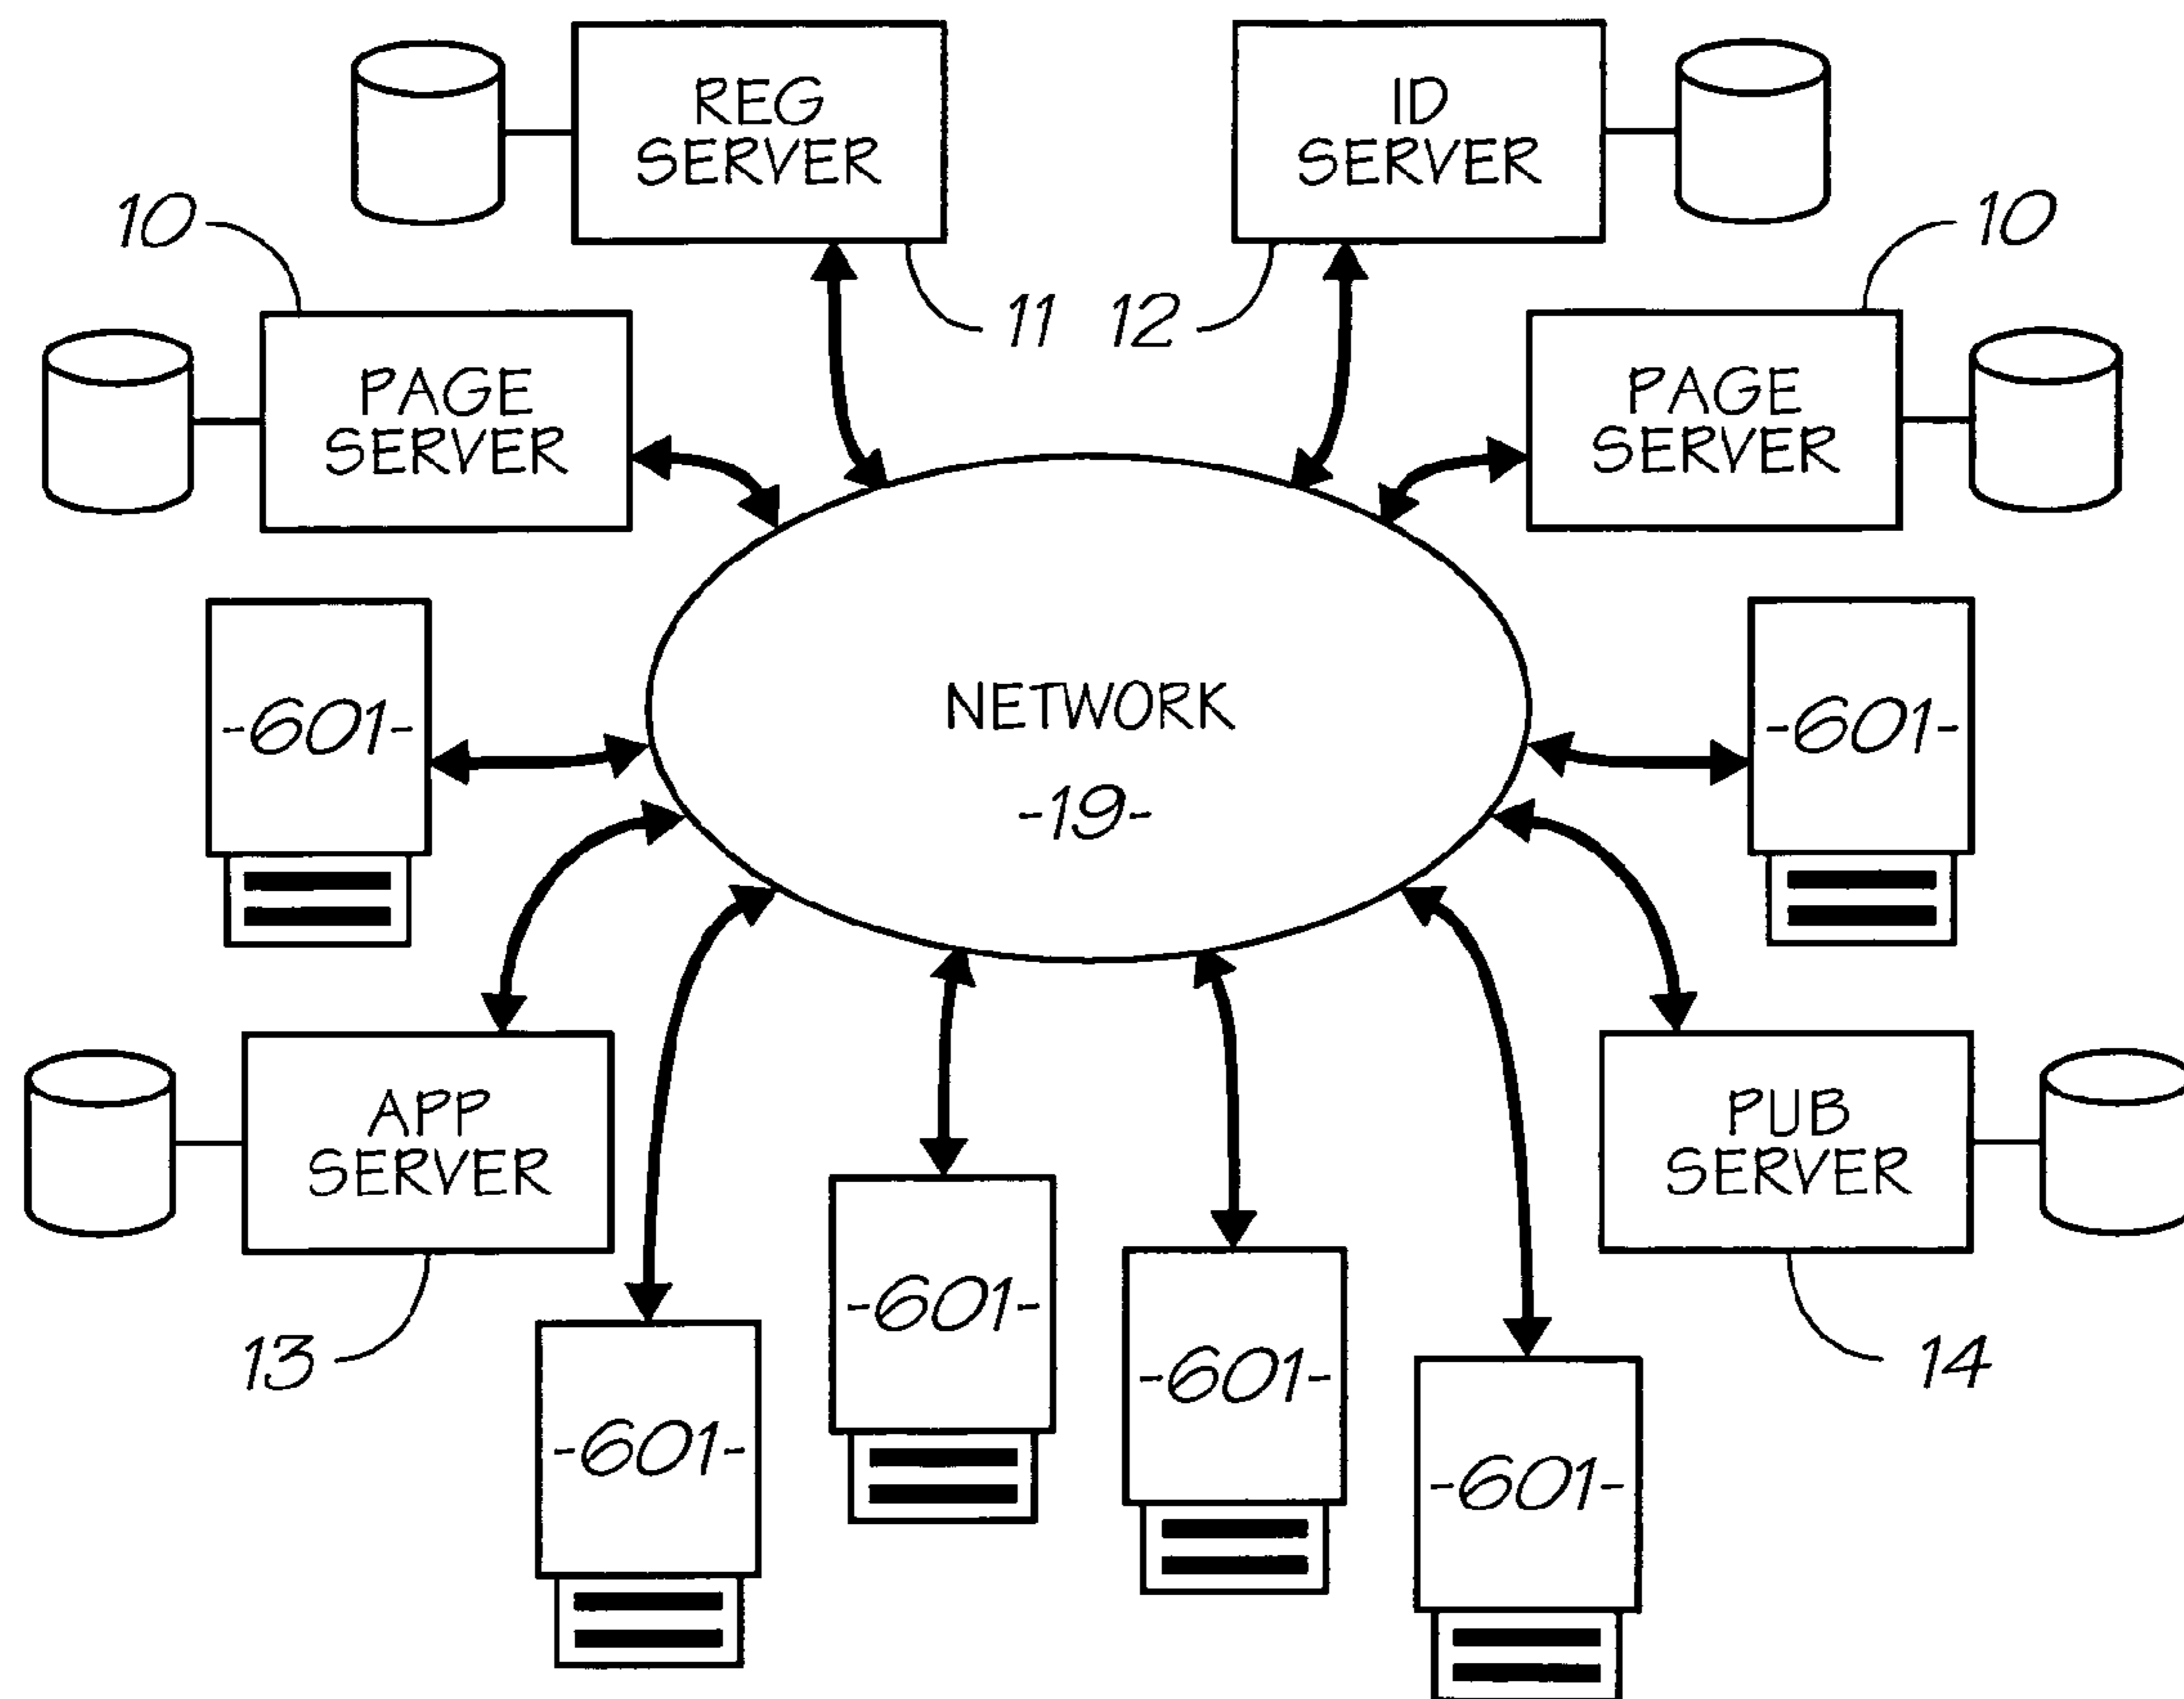 REG
SERVER
ID
SERVER
10
10
11
12
PAGE
SERVER
PAGE
SERVER
-601-
NETWORK
-19-
-601-
APP
SERVER
PUB
SERVER
13
14
-601-
-601-
-601-
-601-